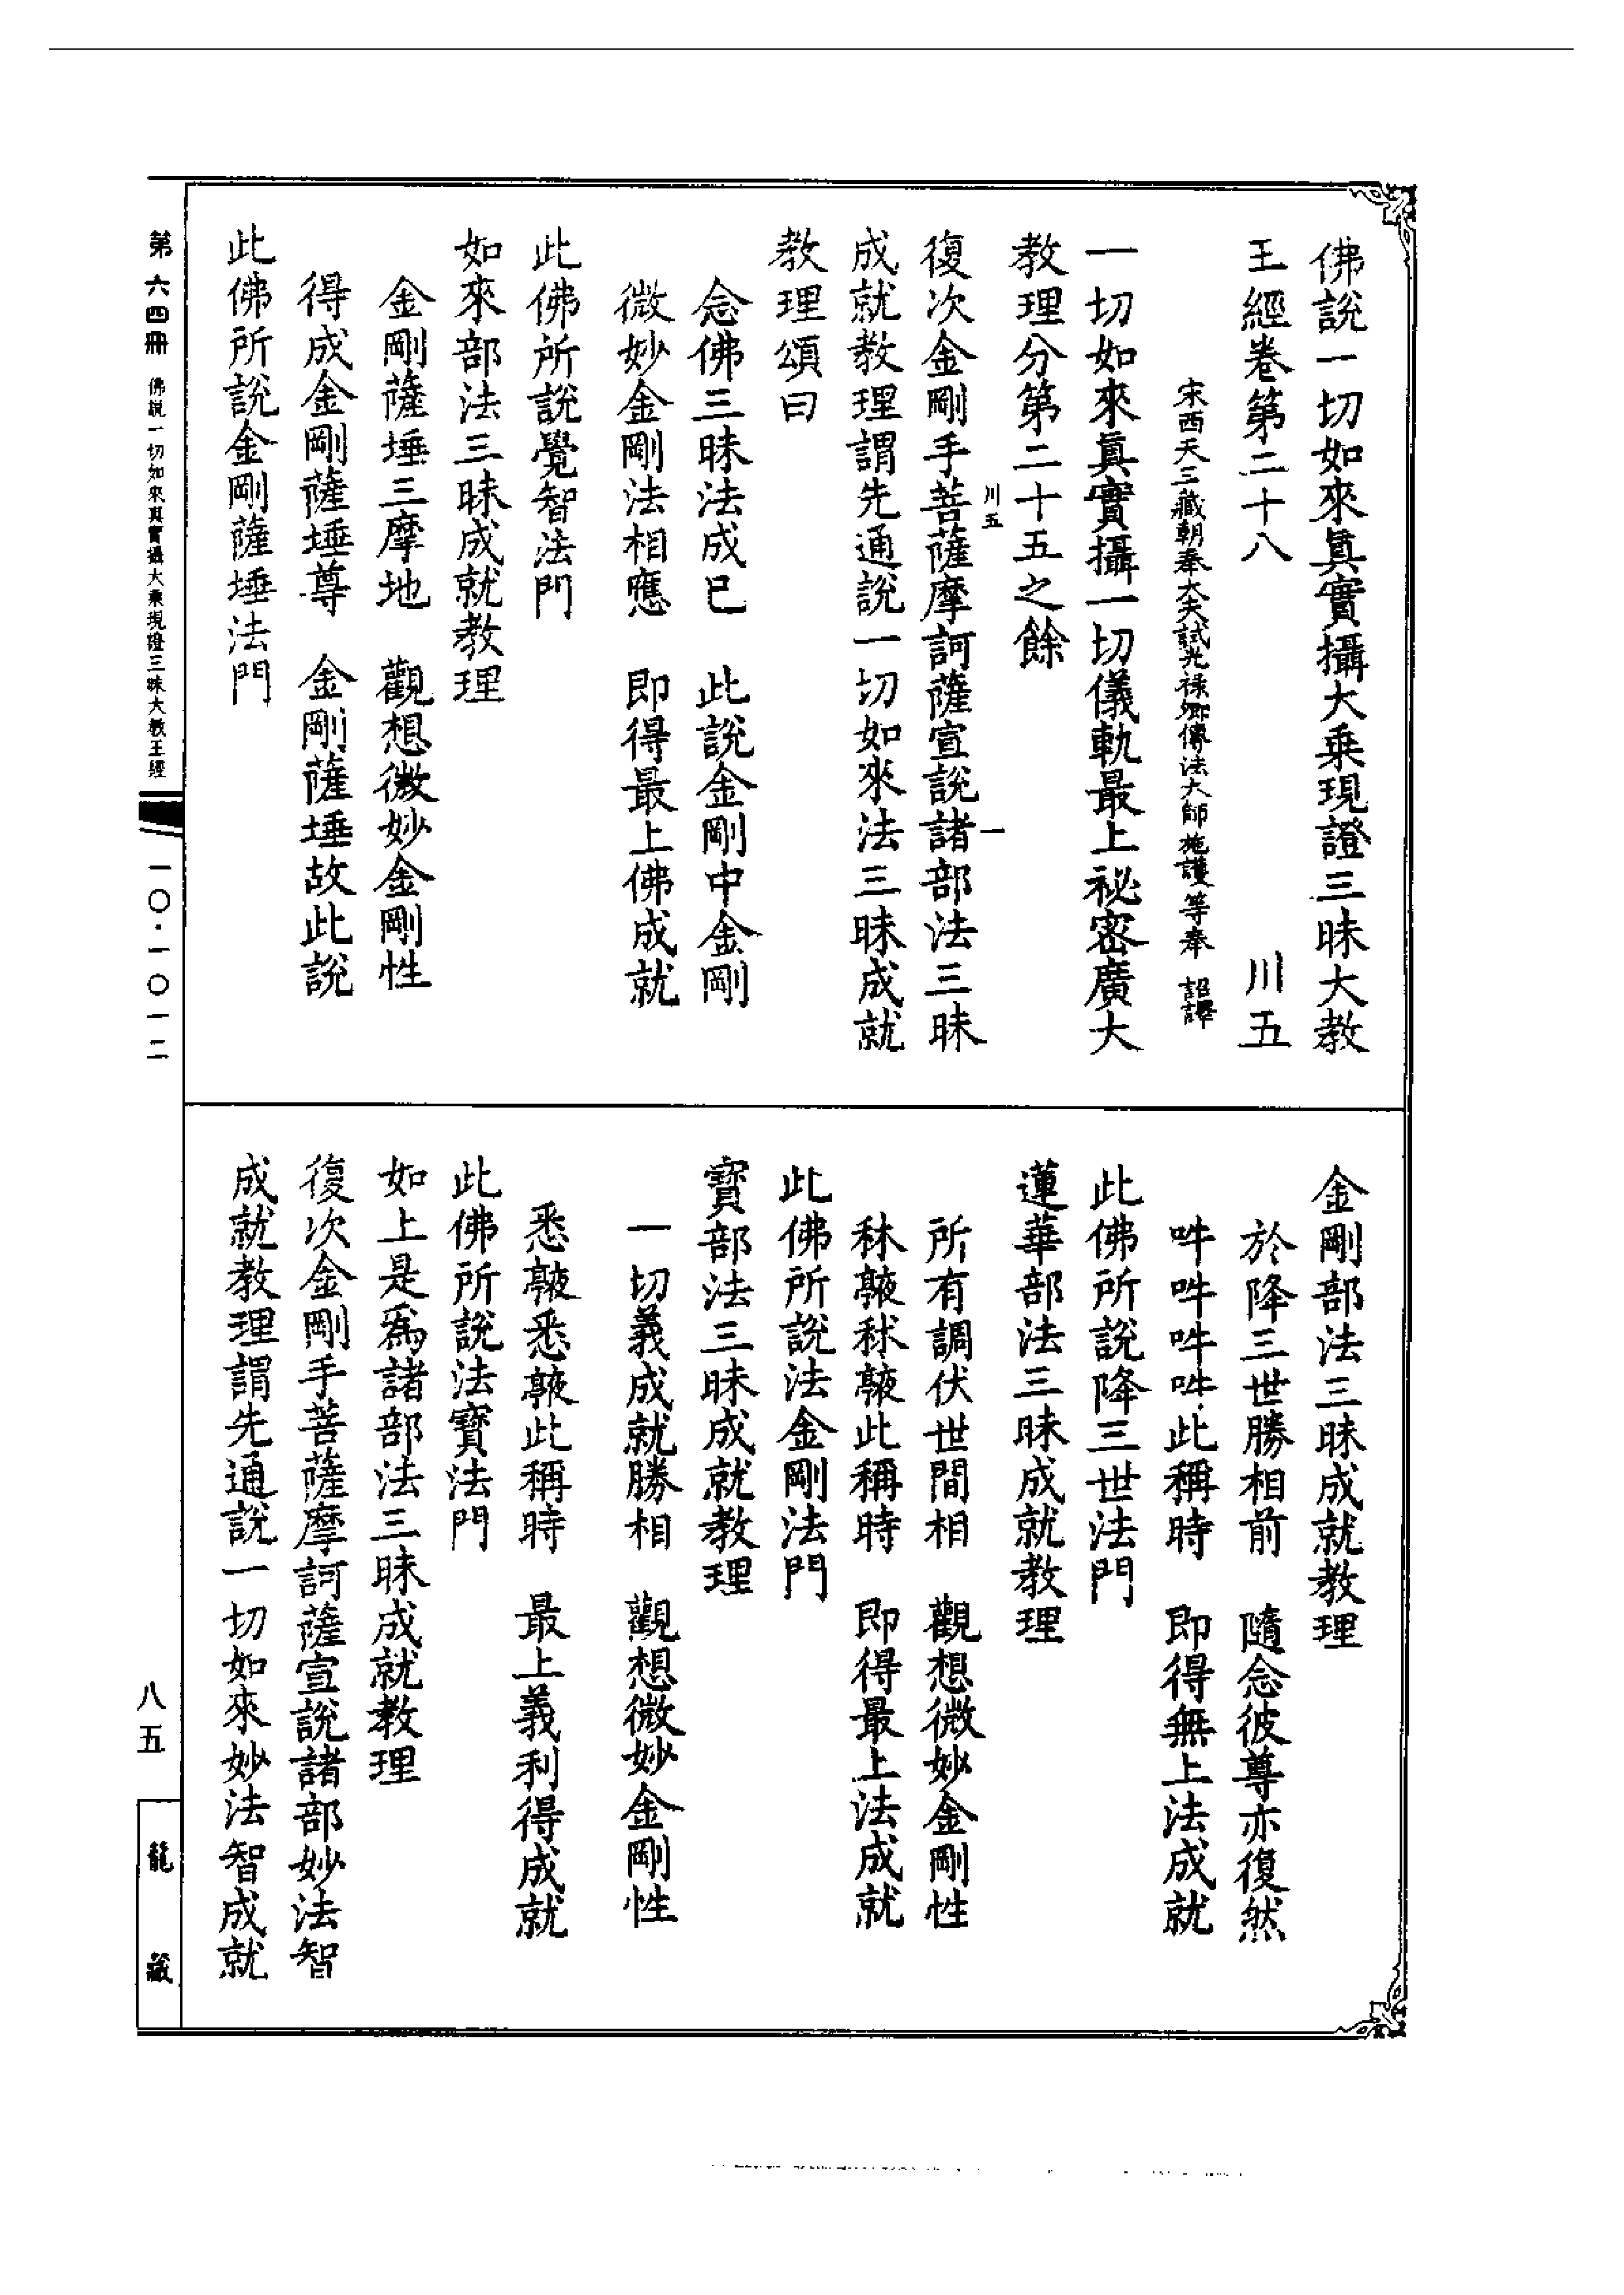 佛說一切如來眞實攝大乗現證三昧大教
王經卷第二十八 川五
宋西天三藏朝奉大夫試光禄卿傳法大師施護等奉 詔譯
一切如來眞實攝一切儀軌最上祕密廣大
教理分第二十五之餘
川五 一
復次金剛手菩薩摩訶薩宣說諸部法三昧
成就教理謂先通說一切如來法三昧成就
教理頌曰
念佛三昧法成已 此說金剛中金剛
微妙金剛法相應 即得最上佛成就
此佛所說覺智法門
如來部法三昧成就教理
金剛薩埵三摩地 觀想微妙金剛性
得成金剛薩埵尊 金剛薩埵故此說
此佛所說金剛薩埵法門
金剛部法三昧成就教理
於降三世勝相前 隨念彼尊亦復然
吽吽吽吽此稱時 即得無上法成就
此佛所說降三世法門
蓮華部法三昧成就教理
所有調伏世間相 觀想微妙金剛性
秫𩐎秫𩐎此稱時 即得最上法成就
此佛所說法金剛法門
寳部法三昧成就教理
一切義成就勝相 觀想微妙金剛性
悉𩐎悉𩐎此稱時 最上義利得成就
此佛所說法寳法門
如上是爲諸部法三昧成就教理
復次金剛手菩薩摩訶薩宣說諸部妙法智
成就教理謂先通說一切如來妙法智成就
第六四冊 佛說一切如來真實攝大乘現證三昧大教王經
一〇·一〇一二
八五
龍藏